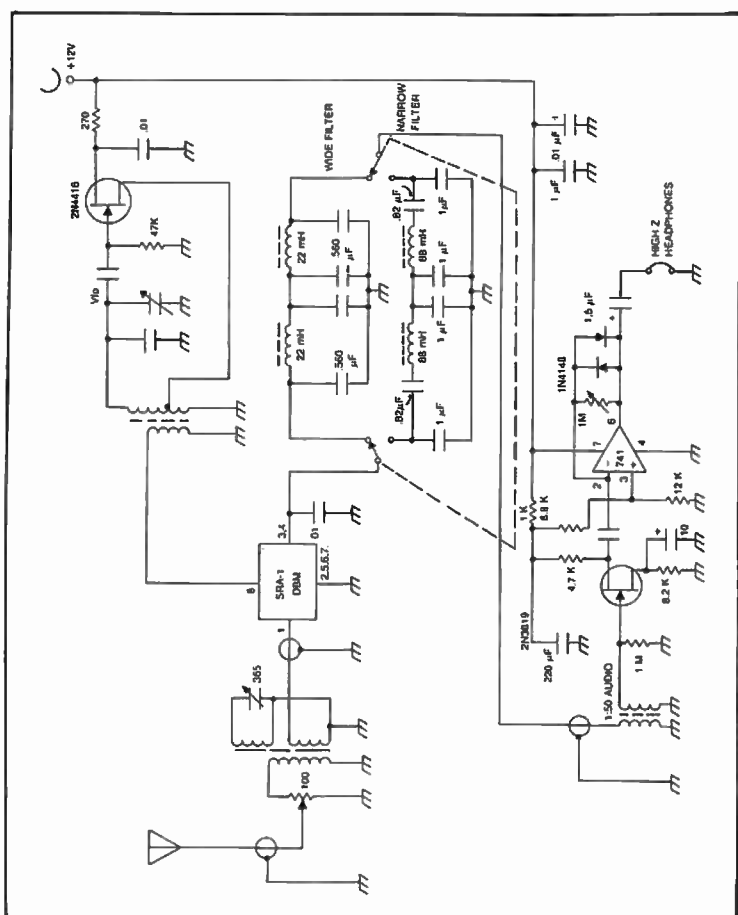 +12V
270
.01
2N4416
47K
Vfo
WIDE FILTER
NARROW
FILTER
22 mH
.560
µF
22 mH
.560
µF
.82 µF
88 mH
1µF
1 µF
1 µF
88 mH
.82µF
1 µF
3,4
.01
8
SRA-1
DBM
2,5,6,7.
1
365
100
.01 µF
1 µF
HIGH Z
HEADPHONES
1.5 µF
1N4148
1M
6
7
741
4
2
3
12 K
1 K
6.8 K
4.7 K
10
8.2 K
2N3819
220 µF
1 M
1:50 AUDIO